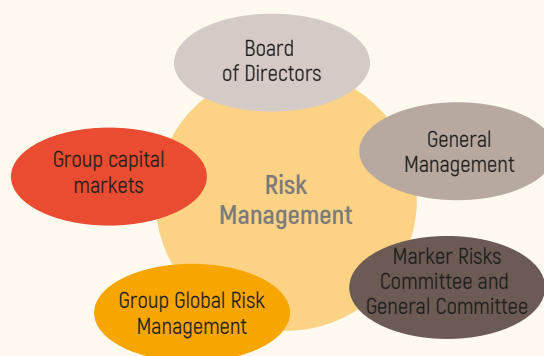 Board
of Directors
General
Management
Group capital
markets
Risk
Management
Marker Risks
Committee and
General Committee
Group Global Risk
Management